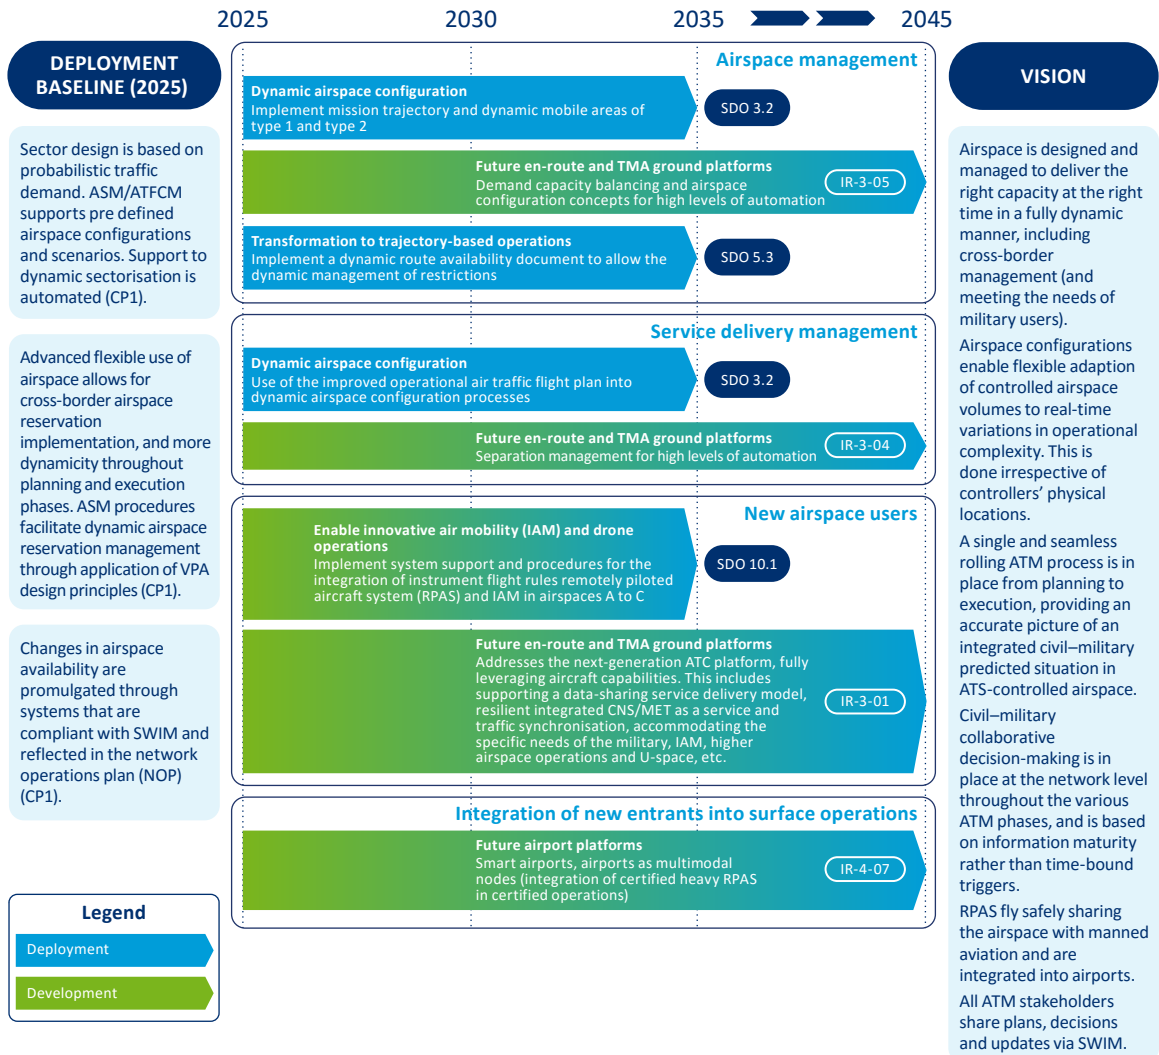 2025
2030
2035
2045
DEPLOYMENT
BASELINE (2025)
Sector design is based on
probabilistic traffic
demand. ASM/ATFCM
supports pre defined
airspace configurations
and scenarios. Support to
dynamic sectorisation is
automated (CP1).
Advanced flexible use of
airspace allows for
cross-border airspace
reservation
implementation, and more
dynamicity throughout
planning and execution
phases. ASM procedures
facilitate dynamic airspace
reservation management
through application of VPA
design principles (CP1).
Changes in airspace
availability are
promulgated through
systems that are
compliant with SWIM and
reflected in the network
operations plan (NOP)
(CP1).
Legend
Deployment
Development
Airspace management
Dynamic airspace configuration
Implement mission trajectory and dynamic mobile areas of
type 1 and type 2
SDO 3.2
Future en-route and TMA ground platforms
Demand capacity balancing and airspace
configuration concepts for high levels of automation
IR-3-05
Transformation to trajectory-based operations
Implement a dynamic route availability document to allow the
dynamic management of restrictions
SDO 5.3
Service delivery management
Dynamic airspace configuration
Use of the improved operational air traffic flight plan into
dynamic airspace configuration processes
SDO 3.2
Future en-route and TMA ground platforms
Separation management for high levels of automation
IR-3-04
New airspace users
Enable innovative air mobility (IAM) and drone
operations
Implement system support and procedures for the
integration of instrument flight rules remotely piloted
aircraft system (RPAS) and IAM in airspaces A to C
SDO 10.1
Future en-route and TMA ground platforms
Addresses the next-generation ATC platform, fully
leveraging aircraft capabilities. This includes
supporting a data-sharing service delivery model,
resilient integrated CNS/MET as a service and
traffic synchronisation, accommodating the
specific needs of the military, IAM, higher
airspace operations and U-space, etc.
IR-3-01
Integration of new entrants into surface operations
Future airport platforms
Smart airports, airports as multimodal
nodes (integration of certified heavy RPAS
in certified operations)
IR-4-07
VISION
Airspace is designed and
managed to deliver the
right capacity at the right
time in a fully dynamic
manner, including
cross-border
management (and
meeting the needs of
military users).
Airspace configurations
enable flexible adaption
of controlled airspace
volumes to real-time
variations in operational
complexity. This is
done irrespective of
controllers’ physical
locations.
A single and seamless
rolling ATM process is in
place from planning to
execution, providing an
accurate picture of an
integrated civil–military
predicted situation in
ATS-controlled airspace.
Civil–military
collaborative
decision-making is in
place at the network level
throughout the various
ATM phases, and is based
on information maturity
rather than time-bound
triggers.
RPAS fly safely sharing
the airspace with manned
aviation and are
integrated into airports.
All ATM stakeholders
share plans, decisions
and updates via SWIM.